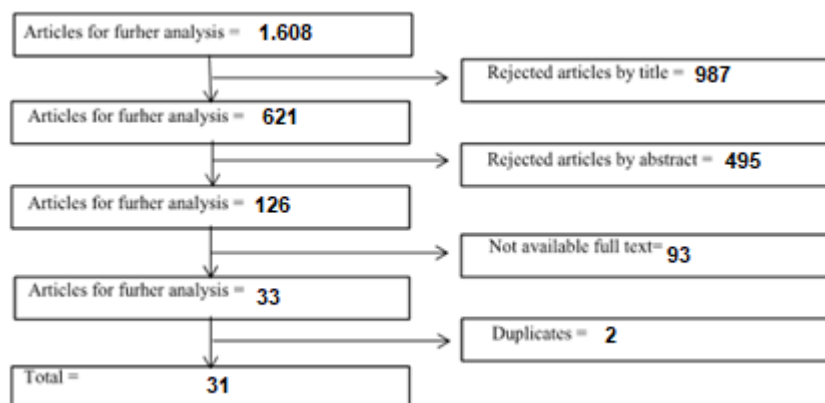 Articles for furher analysis = 1.608
Rejected articles by title = 987
Articles for furher analysis = 621
Rejected articles by abstract = 495
Articles for furher analysis = 126
Not available full text= 93
Articles for furher analysis = 33
Duplicates = 2
Total = 31